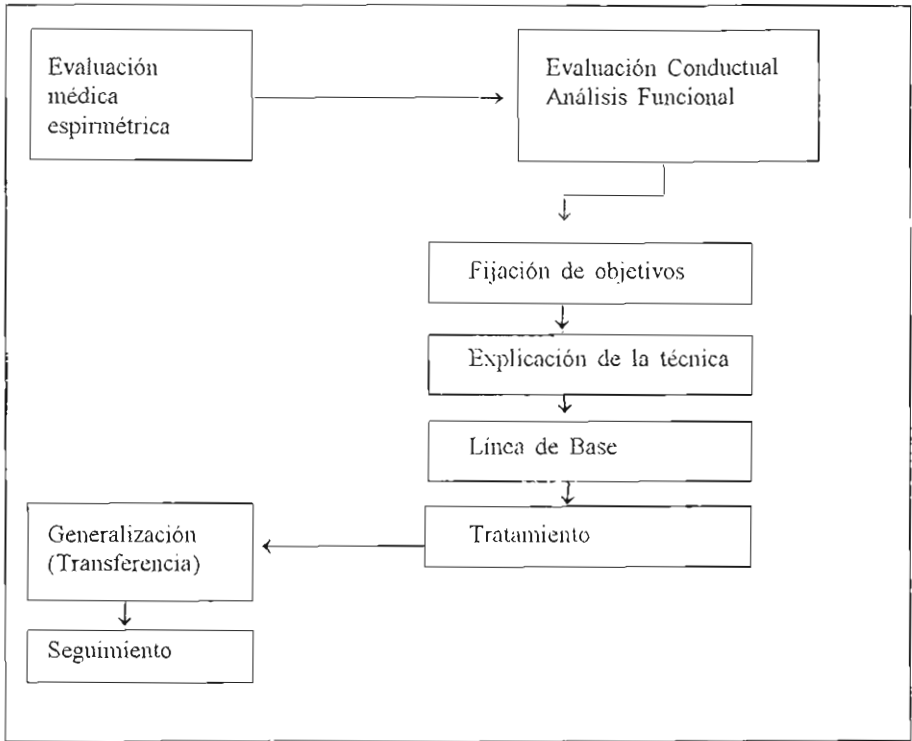 Evaluación
médica
espirmétrica
Evaluación Conductual
Análisis Funcional
Fijación de objetivos
Explicación de la técnica
Línea de Base
Tratamiento
Generalización
(Transferencia)
Seguimiento